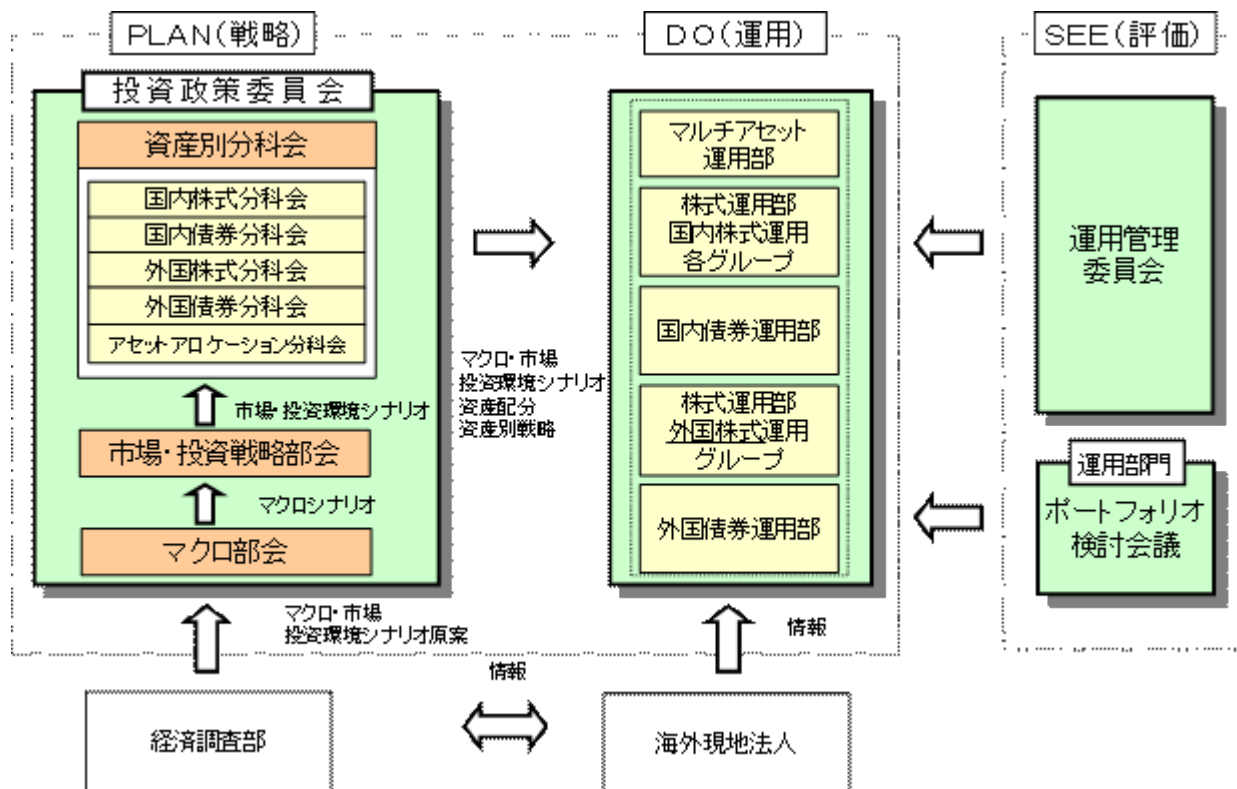 PLAN(戦略)
投資政策委員会
資産別分科会
国内株式分科会
国内債券分科会
外国株式分科会
外国債券分科会
アセットアロケーション分科会
市場・投資環境シナリオ
市場・投資戦略部会
マクロシナリオ
マクロ部会
マクロ・市場
投資環境シナリオ原案
経済調査部
マクロ・市場
投資環境シナリオ
資産配分
資産別戦略
情報
DO(運用)
マルチアセット
運用部
株式運用部
国内株式運用
各グループ
国内債券運用部
株式運用部
外国株式運用
グループ
外国債券運用部
情報
海外現地法人
SEE(評価)
運用管理
委員会
運用部門
ポートフォリオ
検討会議